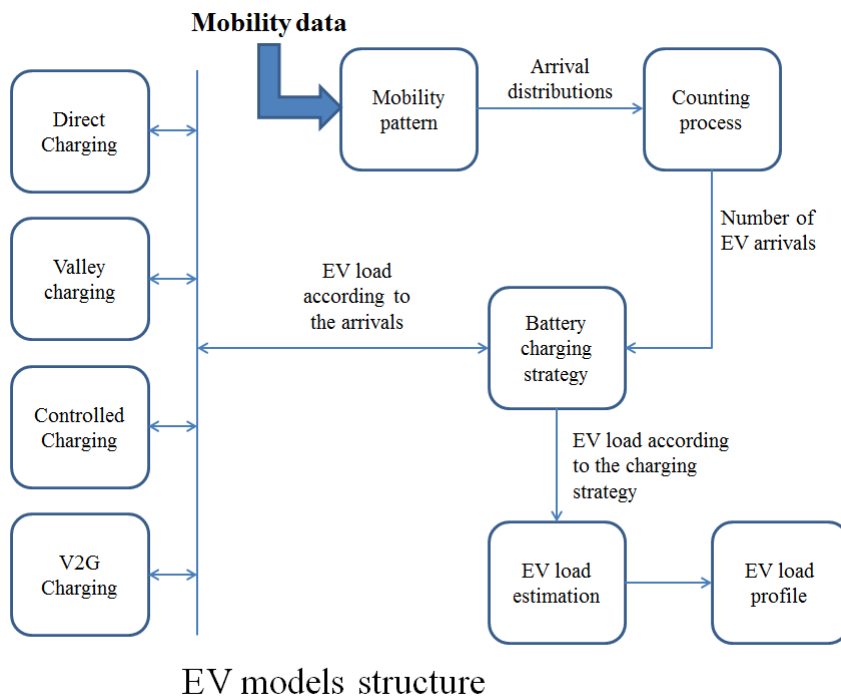 Mobility data
Direct
Charging
Mobility
pattern
Arrival
distributions
Counting
process
Valley
charging
Number of
EV arrivals
EV load
according to
the arrivals
Battery
charging
strategy
Controlled
Charging
EV load according
to the charging
strategy
V2G
Charging
EV load
estimation
EV load
profile
EV models structure